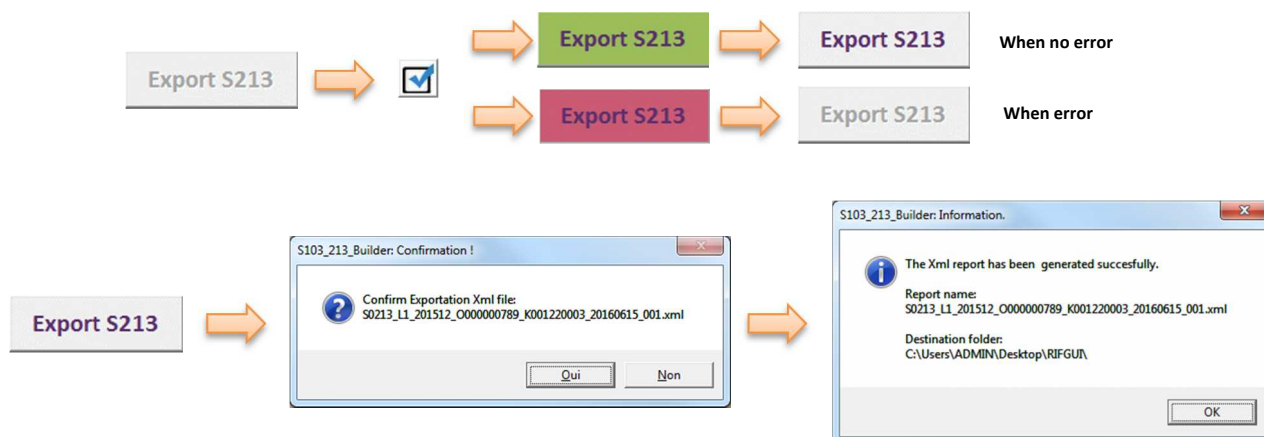 Export S213
Export S213
Export S213
When no error
Export S213
Export S213
When error
Export S213
S103_213_Builder: Confirmation !
Confirm Exportation Xml file:
S0213_L1_201512_O000000789_K001220003_20160615_001.xml
Oui
Non
S103_213_Builder: Information.
The Xml report has been generated succesfully.
Report name:
S0213_L1_201512_O000000789_K001220003_20160615_001.xml
Destination folder:
C:\Users\ADMIN\Desktop\RIFGUI\
OK